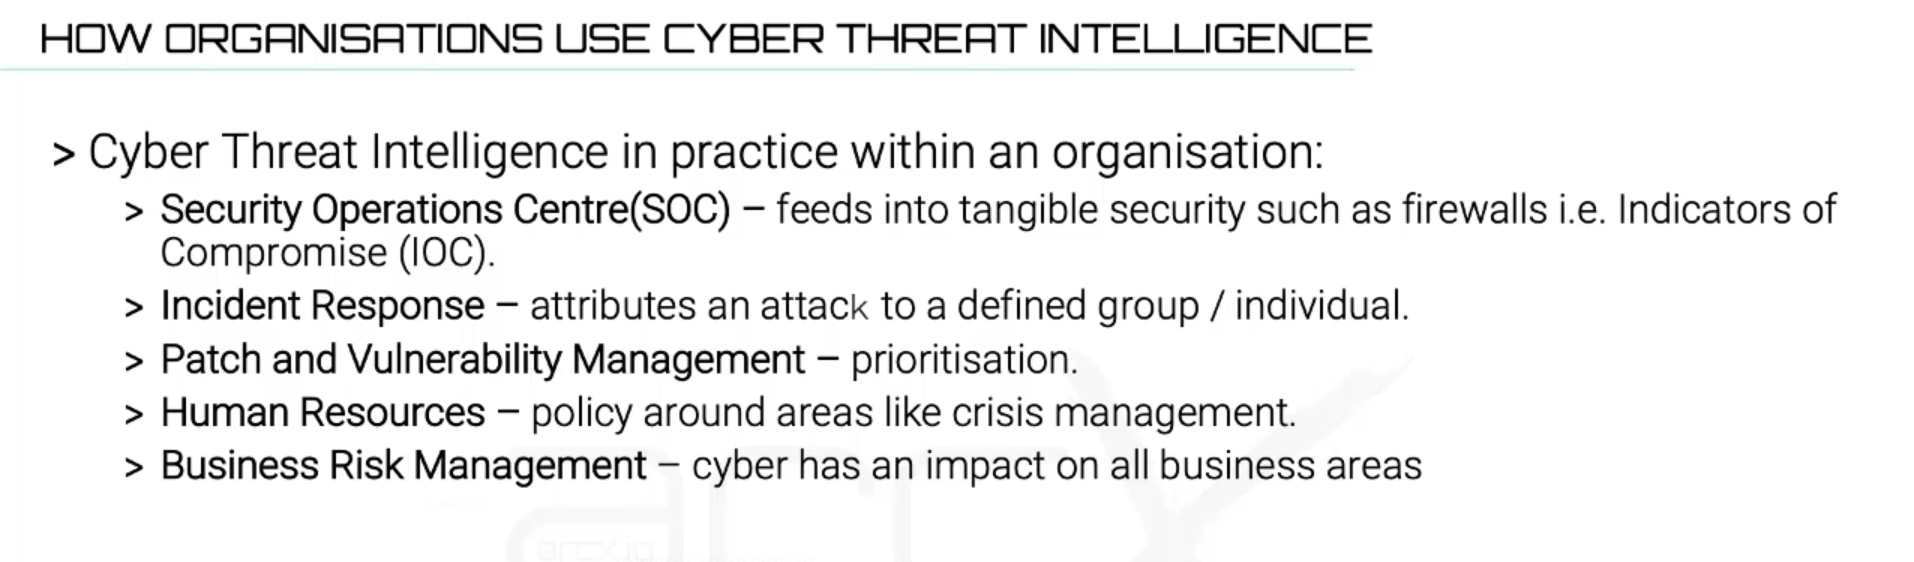 HOW ORGANISATIONS USE CYBER THREAT INTELLIGENCE
> Cyber Threat Intelligence in practice within an organisation:
> Security Operations Centre(SOC) – feeds into tangible security such as firewalls i.e. Indicators of
Compromise (IOC).
> Incident Response – attributes an attack to a defined group / individual.
> Patch and Vulnerability Management – prioritisation.
> Human Resources – policy around areas like crisis management.
> Business Risk Management – cyber has an impact on all business areas
arcx.io